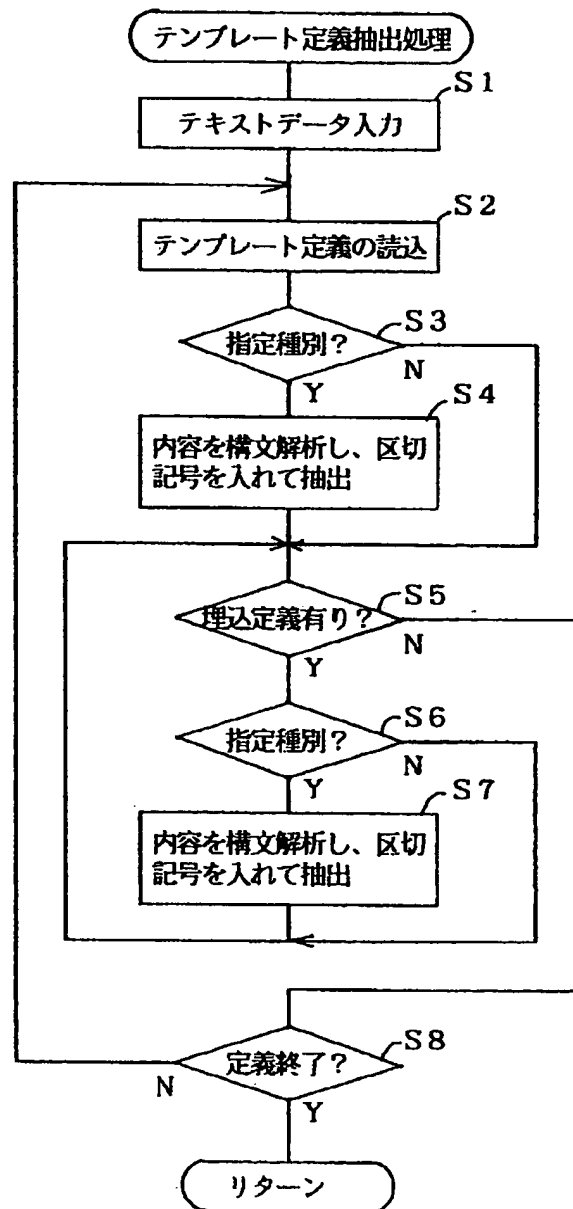 テンプレート定義抽出処理
S1
テキストデータ入力
S2
テンプレート定義の読込
S3
指定種別?
N
Y
S4
内容を構文解析し、区切
記号を入れて抽出
S5
埋込定義有り?
N
Y
S6
指定種別?
N
Y
S7
内容を構文解析し、区切
記号を入れて抽出
S8
定義終了?
N
Y
リターン